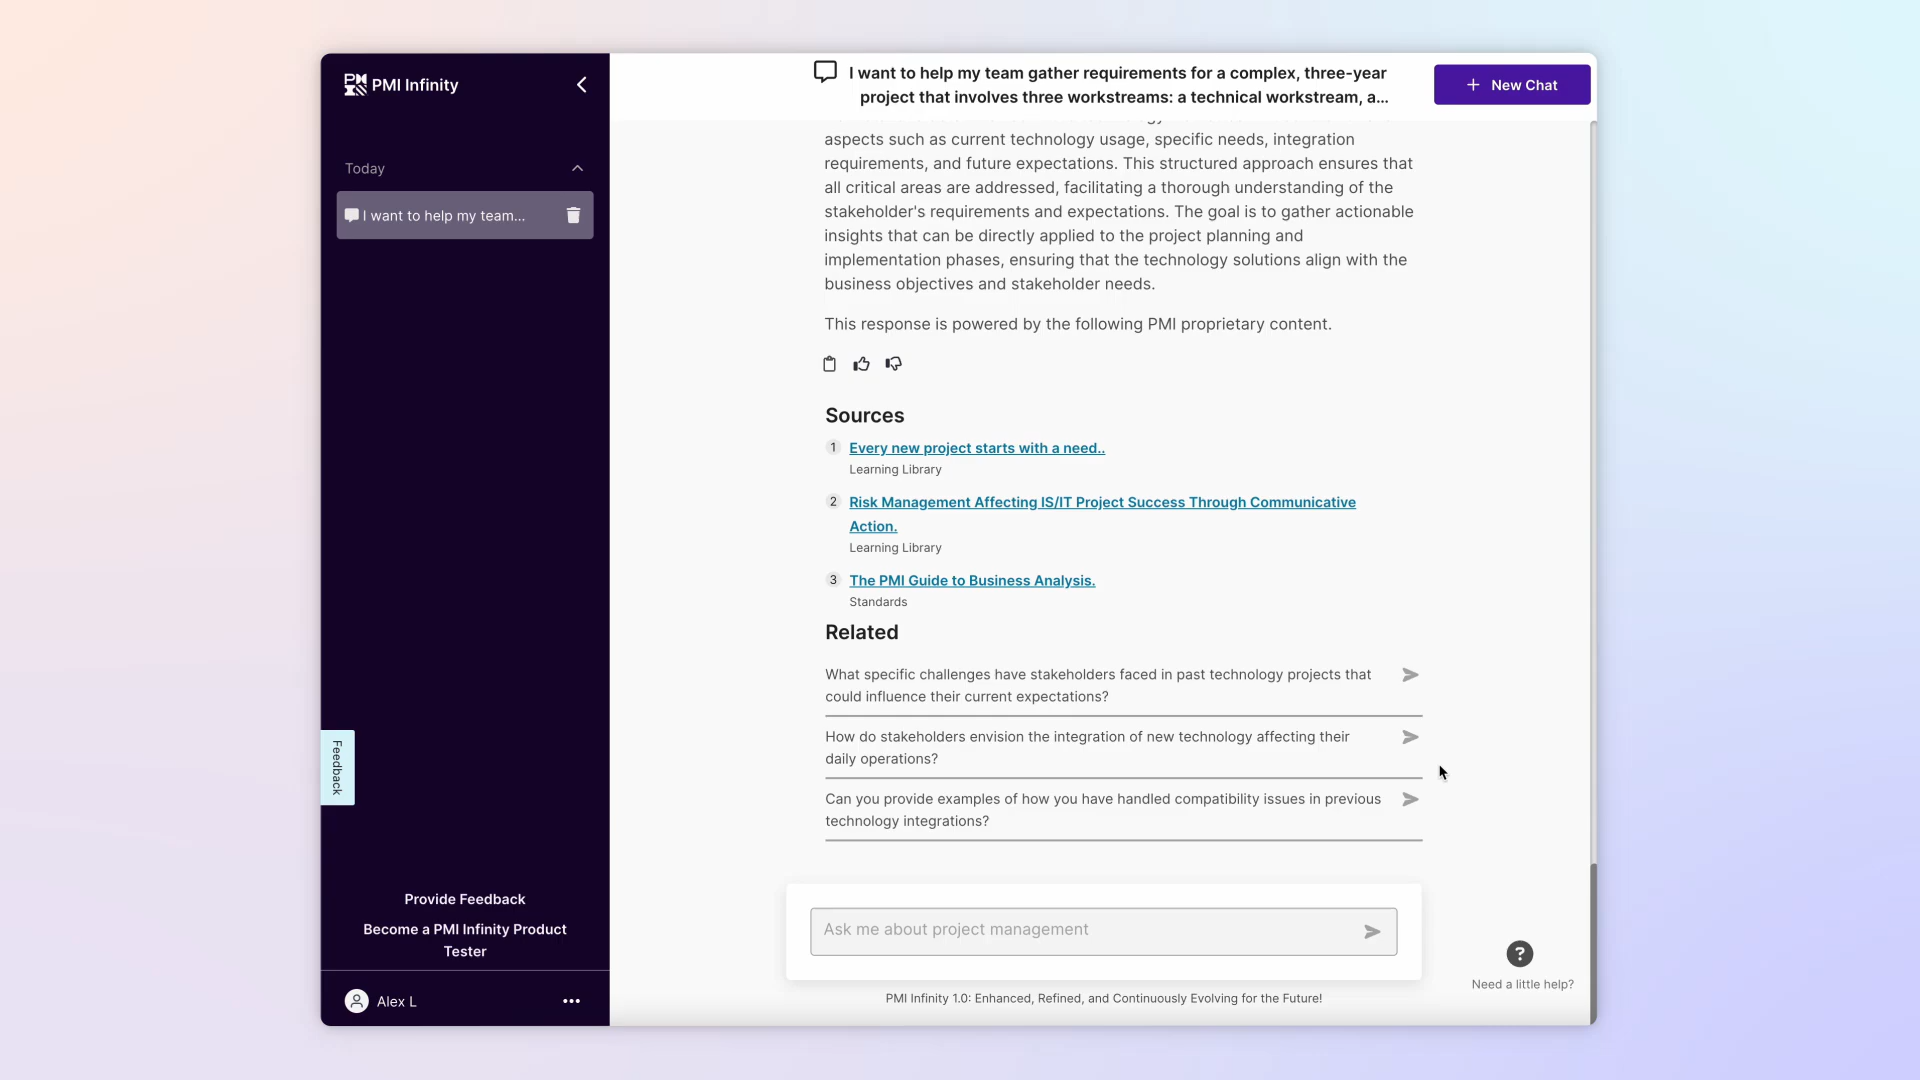 PMI Infinity
I want to help my team gather requirements for a complex, three-year
project that involves three workstreams: a technical workstream, a...
+ New Chat
Today
I want to help my team...
aspects such as current technology usage, specific needs, integration
requirements, and future expectations. This structured approach ensures that
all critical areas are addressed, facilitating a thorough understanding of the
stakeholder's requirements and expectations. The goal is to gather actionable
insights that can be directly applied to the project planning and
implementation phases, ensuring that the technology solutions align with the
business objectives and stakeholder needs.
This response is powered by the following PMI proprietary content.
Sources
1 Every new project starts with a need..
Learning Library
2 Risk Management Affecting IS/IT Project Success Through Communicative
Action.
Learning Library
3 The PMI Guide to Business Analysis.
Standards
Related
What specific challenges have stakeholders faced in past technology projects that
could influence their current expectations?
How do stakeholders envision the integration of new technology affecting their
daily operations?
Can you provide examples of how you have handled compatibility issues in previous
technology integrations?
Feedback
Provide Feedback
Become a PMI Infinity Product
Tester
Alex L
Ask me about project management
PMI Infinity 1.0: Enhanced, Refined, and Continuously Evolving for the Future!
?
Need a little help?